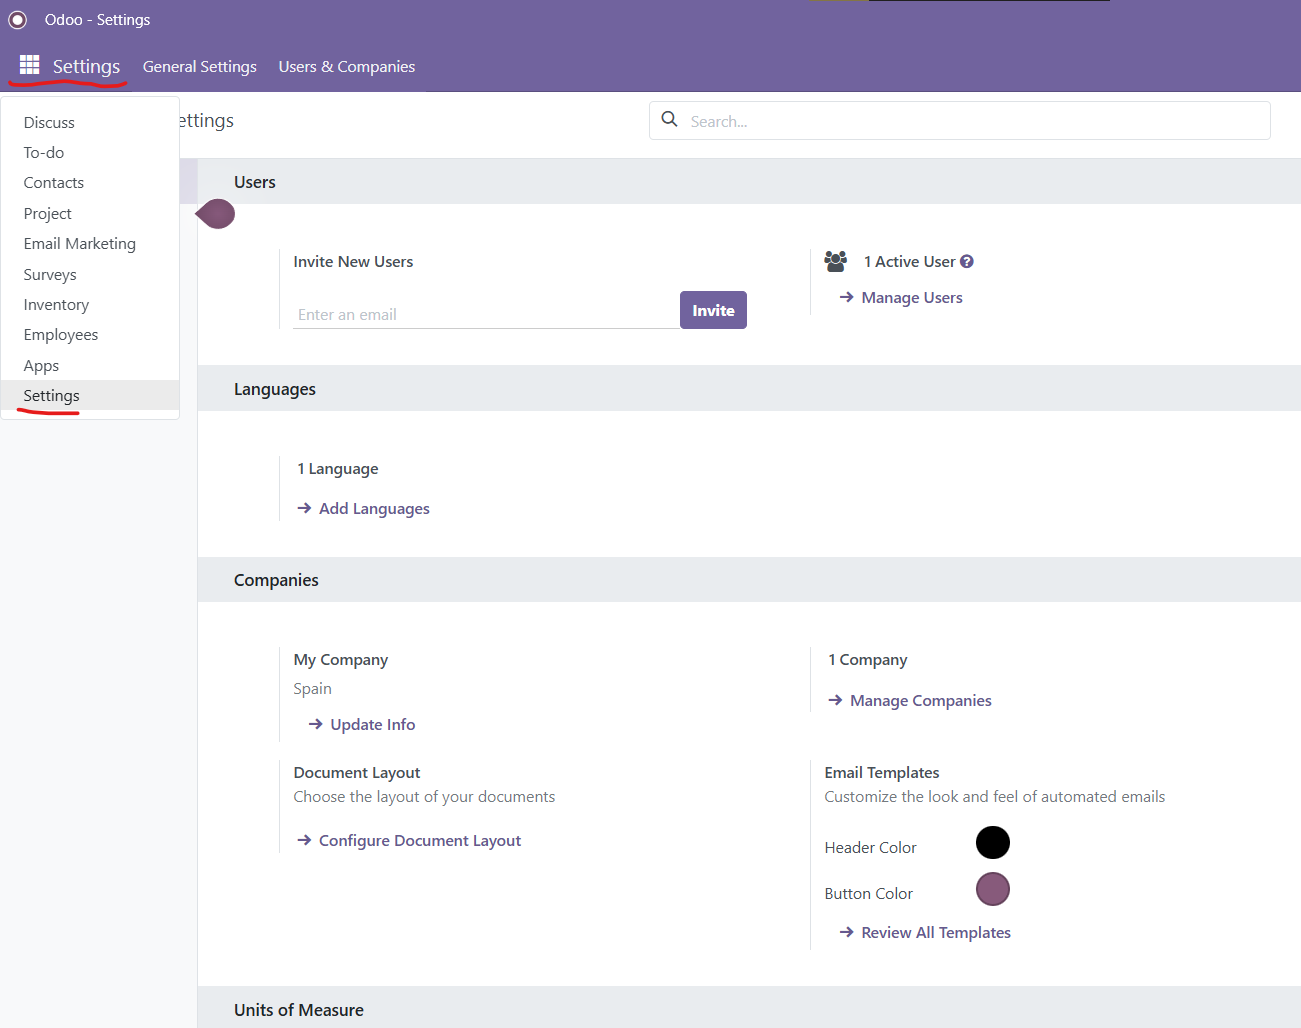 Odoo - Settings
Settings General Settings Users & Companies
Discuss
To-do
Contacts
Project
Email Marketing
Surveys
Inventory
Employees
Apps
Settings
ettings
Search...
Users
Invite New Users
Enter an email
Invite
1 Active User ?
Manage Users
Languages
1 Language
Add Languages
Companies
My Company
Spain
Update Info
1 Company
Manage Companies
Document Layout
Choose the layout of your documents
Configure Document Layout
Email Templates
Customize the look and feel of automated emails
Header Color
Button Color
Review All Templates
Units of Measure